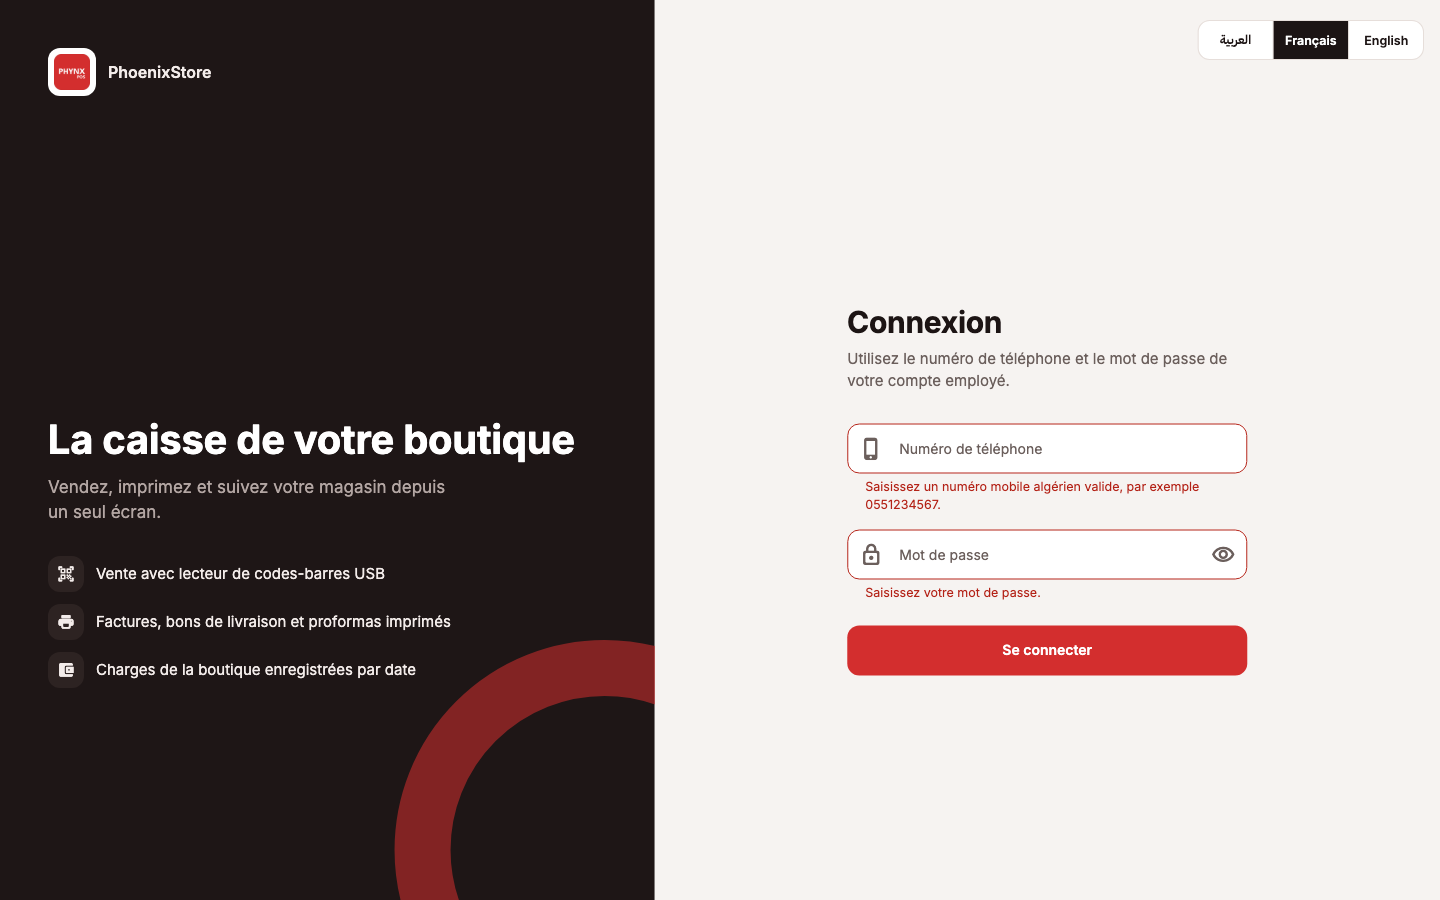 PHYNX
POS
PhoenixStore
La caisse de votre boutique
Vendez, imprimez et suivez votre magasin depuis
un seul écran.
Vente avec lecteur de codes-barres USB
Factures, bons de livraison et proformas imprimés
Charges de la boutique enregistrées par date
العربية
Français
English
Connexion
Utilisez le numéro de téléphone et le mot de passe de
votre compte employé.
Numéro de téléphone
Saisissez un numéro mobile algérien valide, par exemple
0551234567.
Mot de passe
Saisissez votre mot de passe.
Se connecter